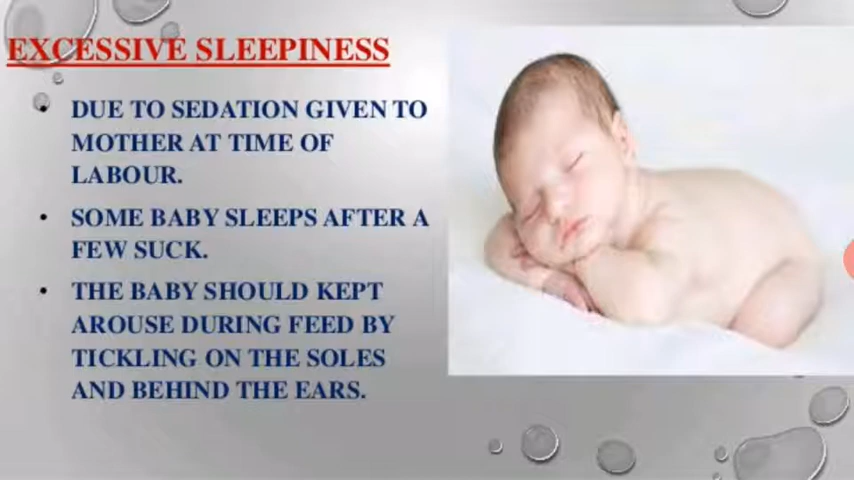 EXCESSIVE SLEEPINESS
• DUE TO SEDATION GIVEN TO
MOTHER AT TIME OF
LABOUR.
• SOME BABY SLEEPS AFTER A
FEW SUCK.
• THE BABY SHOULD KEPT
AROUSE DURING FEED BY
TICKLING ON THE SOLES
AND BEHIND THE EARS.